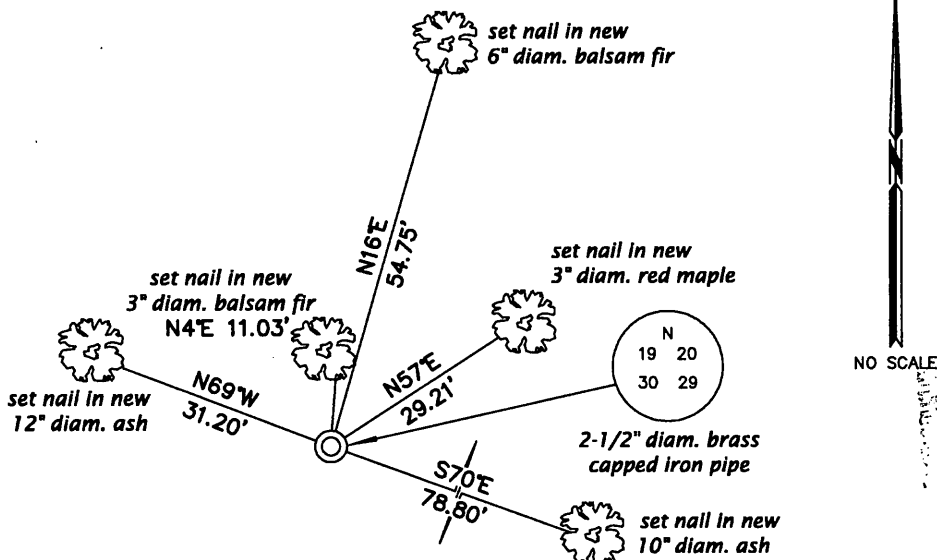 set nail in new
6" diam. balsam fir
N16°E
54.75'
set nail in new
3" diam. red maple
set nail in new
3" diam. balsam fir
N4°E 11.03'
N
19 20
30 29
N
NO SCALE
N57°E
29.21'
N69°W
31.20'
set nail in new
12" diam. ash
2-1/2" diam. brass
capped iron pipe
S70°E
78.80'
set nail in new
10" diam. ash